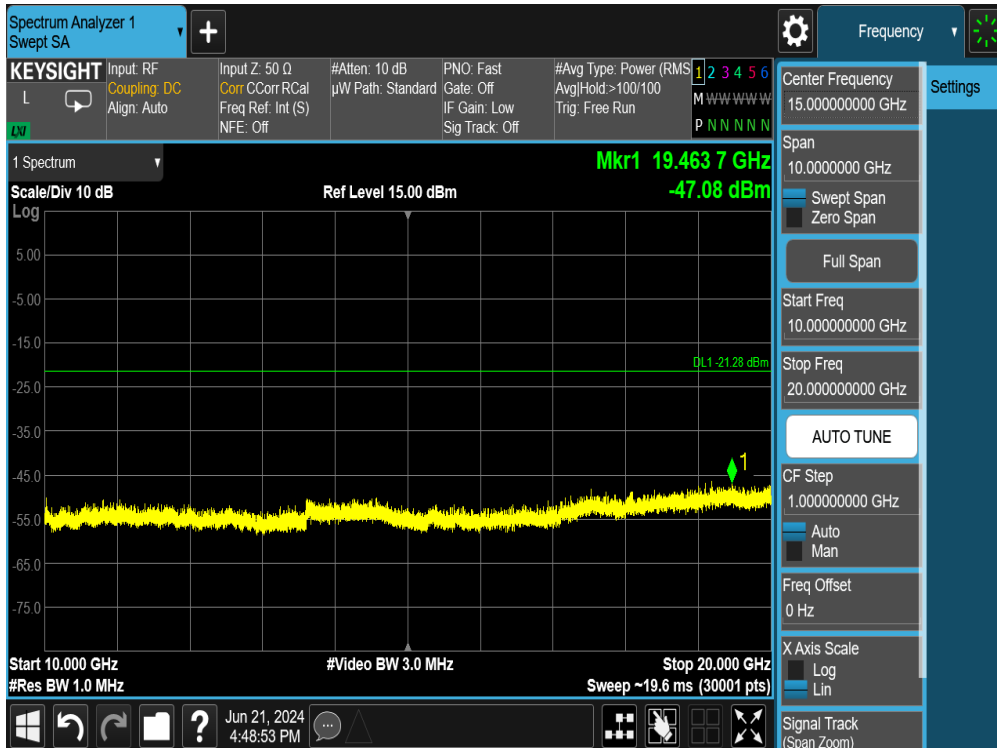 Spectrum Analyzer 1
Swept SA
+
Frequency
KEYSIGHT
L
LXI
Input: RF
Coupling: DC
Align: Auto
Input Z: 50 Ω
Corr CCorr RCal
Freq Ref: Int (S)
NFE: Off
#Atten: 10 dB
µW Path: Standard
PNO: Fast
Gate: Off
IF Gain: Low
Sig Track: Off
#Avg Type: Power (RMS
Avg|Hold:>100/100
Trig: Free Run
1 2 3 4 5 6
M W W W W W
P N N N N N
1 Spectrum
Mkr1 19.463 7 GHz
-47.08 dBm
Scale/Div 10 dB
Ref Level 15.00 dBm
Log
5.00
-5.00
-15.0
DL1 -21.28 dBm
-25.0
-35.0
1
-45.0
-55.0
-65.0
-75.0
Start 10.000 GHz
#Video BW 3.0 MHz
Stop 20.000 GHz
#Res BW 1.0 MHz
Sweep ~19.6 ms (30001 pts)
Center Frequency
15.000000000 GHz
Settings
Span
10.0000000 GHz
Swept Span
Zero Span
Full Span
Start Freq
10.000000000 GHz
Stop Freq
20.000000000 GHz
AUTO TUNE
CF Step
1.000000000 GHz
Auto
Man
Freq Offset
0 Hz
X Axis Scale
Log
Lin
Signal Track
(Span Zoom)
?
Jun 21, 2024
4:48:53 PM